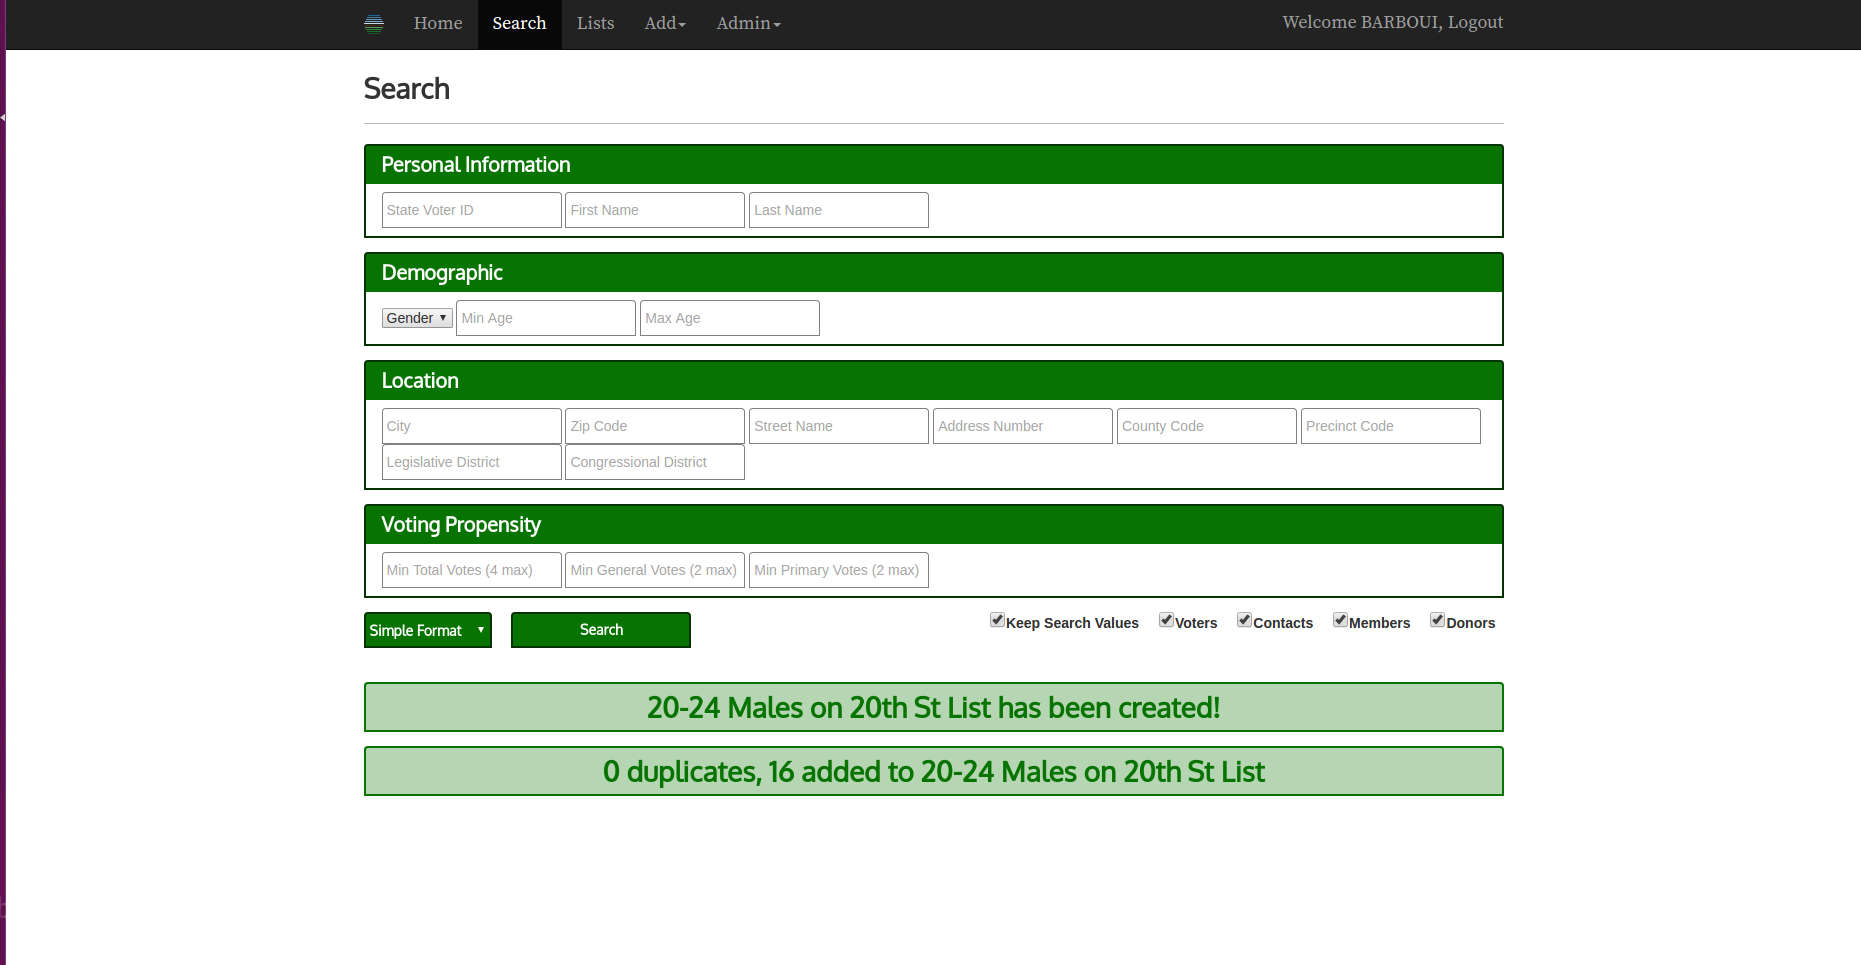 Home Search Lists Add Admin Welcome BARBOUI, Logout
Search
Personal Information
State Voter ID First Name Last Name
Demographic
Gender Min Age Max Age
Location
City Zip Code Street Name Address Number County Code Precinct Code
Legislative District Congressional District
Voting Propensity
Min Total Votes (4 max) Min General Votes (2 max) Min Primary Votes (2 max)
Simple Format Search Keep Search Values Voters Contacts Members Donors
20-24 Males on 20th St List has been created!
0 duplicates, 16 added to 20-24 Males on 20th St List